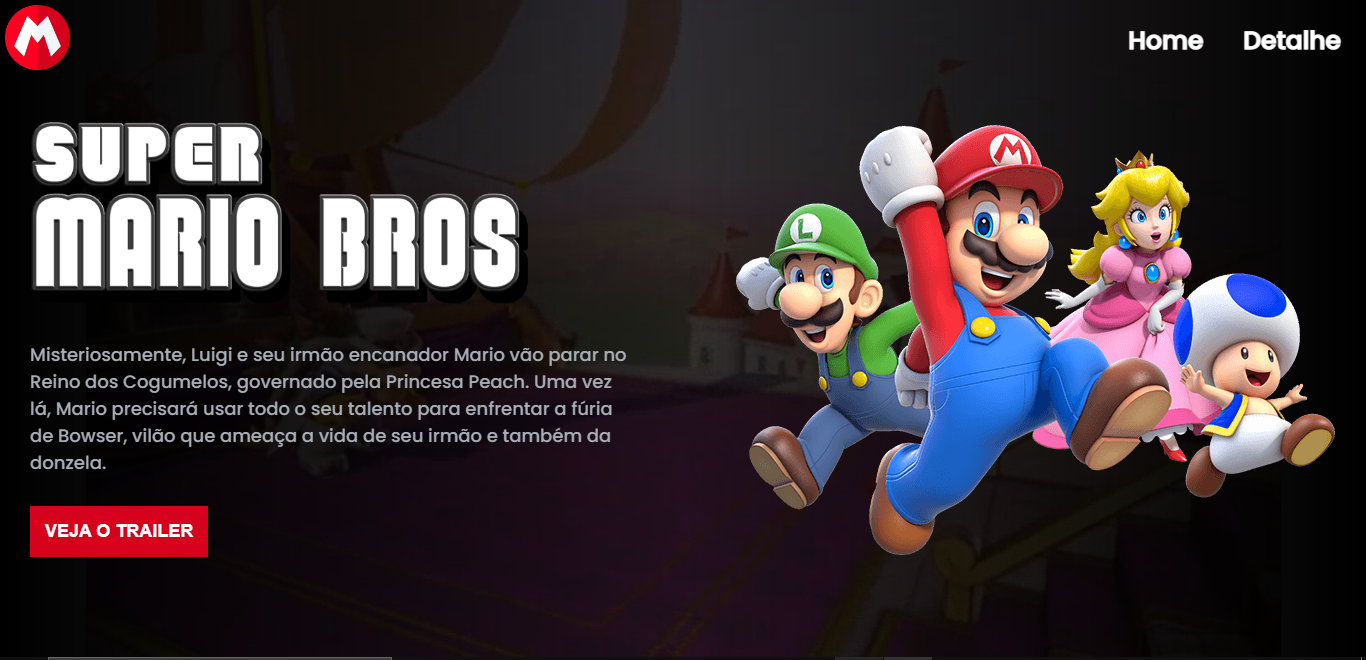 M
Home Detalhe
SUPER
MARIO BROS
M
L
Misteriosamente, Luigi e seu irmão encanador Mario vão parar no
Reino dos Cogumelos, governado pela Princesa Peach. Uma vez
lá, Mario precisará usar todo o seu talento para enfrentar a fúria
de Bowser, vilão que ameaça a vida de seu irmão e também da
donzela.
VEJA O TRAILER